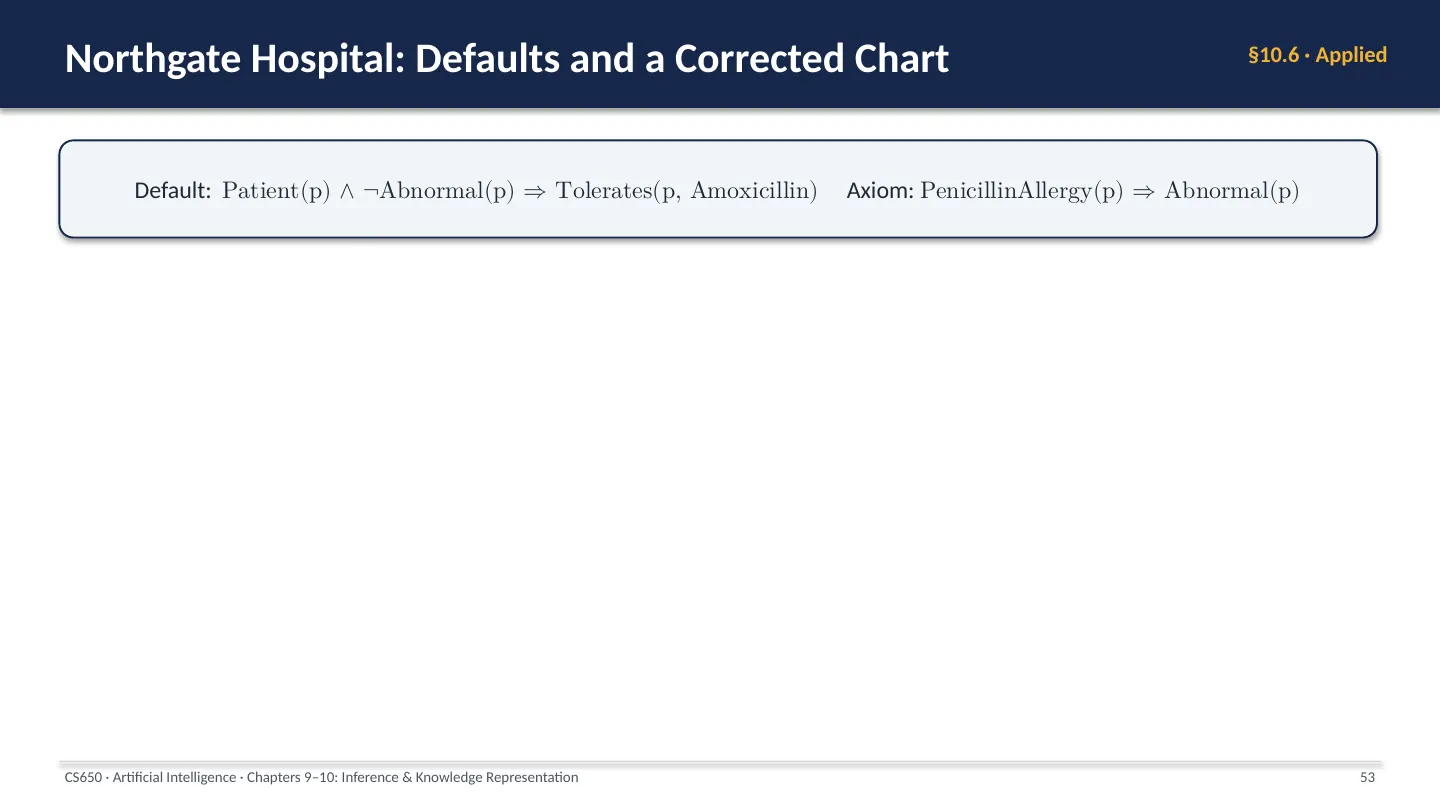 Northgate Hospital: Defaults and a Corrected Chart
§10.6 · Applied
Default: Patient(p) ∧ ¬Abnormal(p) ⇒ Tolerates(p, Amoxicillin) Axiom: PenicillinAllergy(p) ⇒ Abnormal(p)
CS650 · Artificial Intelligence · Chapters 9–10: Inference & Knowledge Representation
53